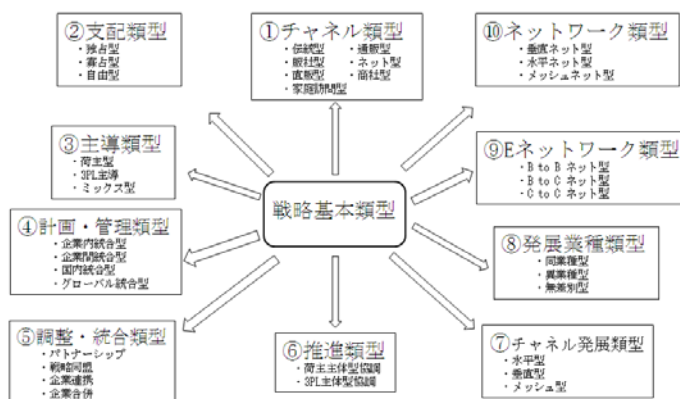 ②支配類型
・独占型
・寡占型
・自由型
①チャネル類型
・伝統型　・通販型
・販社型　・ネット型
・直販型　・商社型
・家庭訪問型
⑩ネットワーク類型
・垂直ネット型
・水平ネット型
・メッシュネット型
③主導類型
・荷主型
・3PL主導
・ミックス型
⑨Eネットワーク類型
・B to B ネット型
・B to C ネット型
・C to C ネット型
戦略基本類型
④計画・管理類型
・企業内統合型
・企業間統合型
・国内統合型
・グローバル統合型
⑧発展業種類型
・同業種型
・異業種型
・無差別型
⑤調整・統合類型
・パトナーシップ
・戦略同盟
・企業連携
・企業合併
⑥推進類型
・荷主主体型協調
・3PL主体型協調
⑦チャネル発展類型
・水平型
・垂直型
・メッシュ型